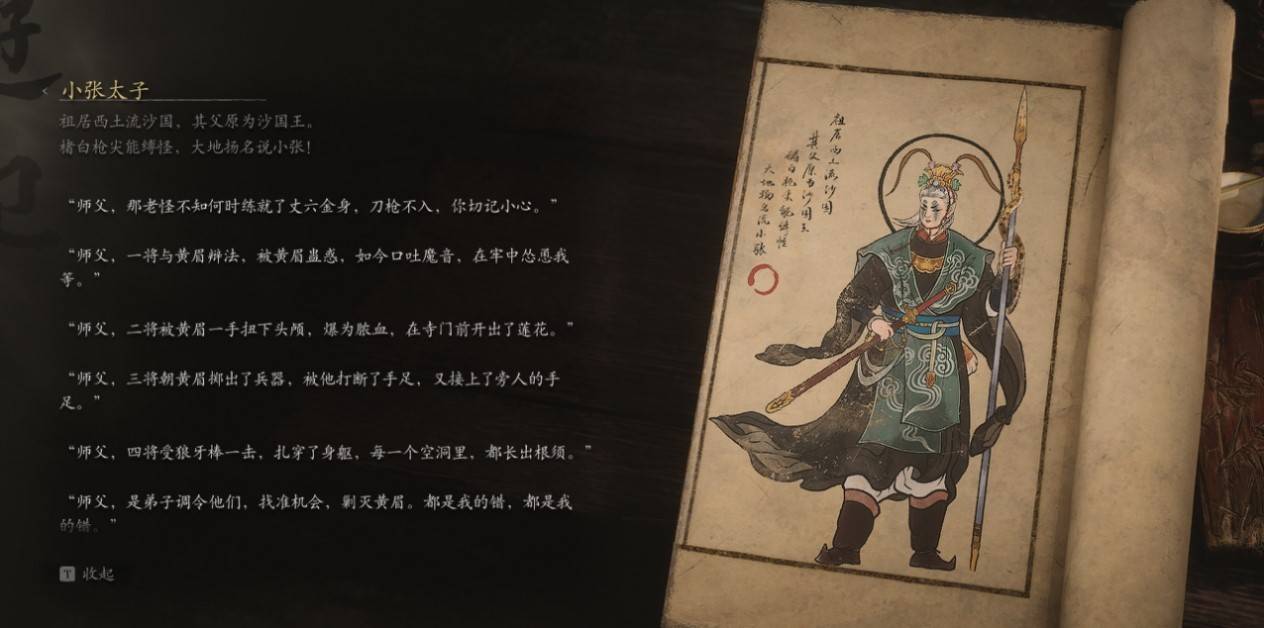 小张太子
祖居西土流沙国，其父原为沙国王。
楮白枪尖能缚怪，大地扬名说小张！
“师父，那老怪不知何时练就了丈六金身，刀枪不入，你切记小心。”
“师父，一将与黄眉辩法，被黄眉蛊惑，如今口吐魔音，在牢中怂恿我
等。”
“师父，二将被黄眉一手扭下头颅，爆为脓血，在寺门前开出了莲花。”
“师父，三将朝黄眉掷出了兵器，被他打断了手足，又接上了旁人的手
足。”
“师父，四将受狼牙棒一击，扎穿了身躯，每一个空洞里，都长出根须。”
“师父，是弟子调令他们，找准机会，剿灭黄眉。都是我的错，都是我
的错。”
T 收起
祖居西土流沙国
其父原为沙国王
楮白枪尖能缚怪
大地扬名流小张